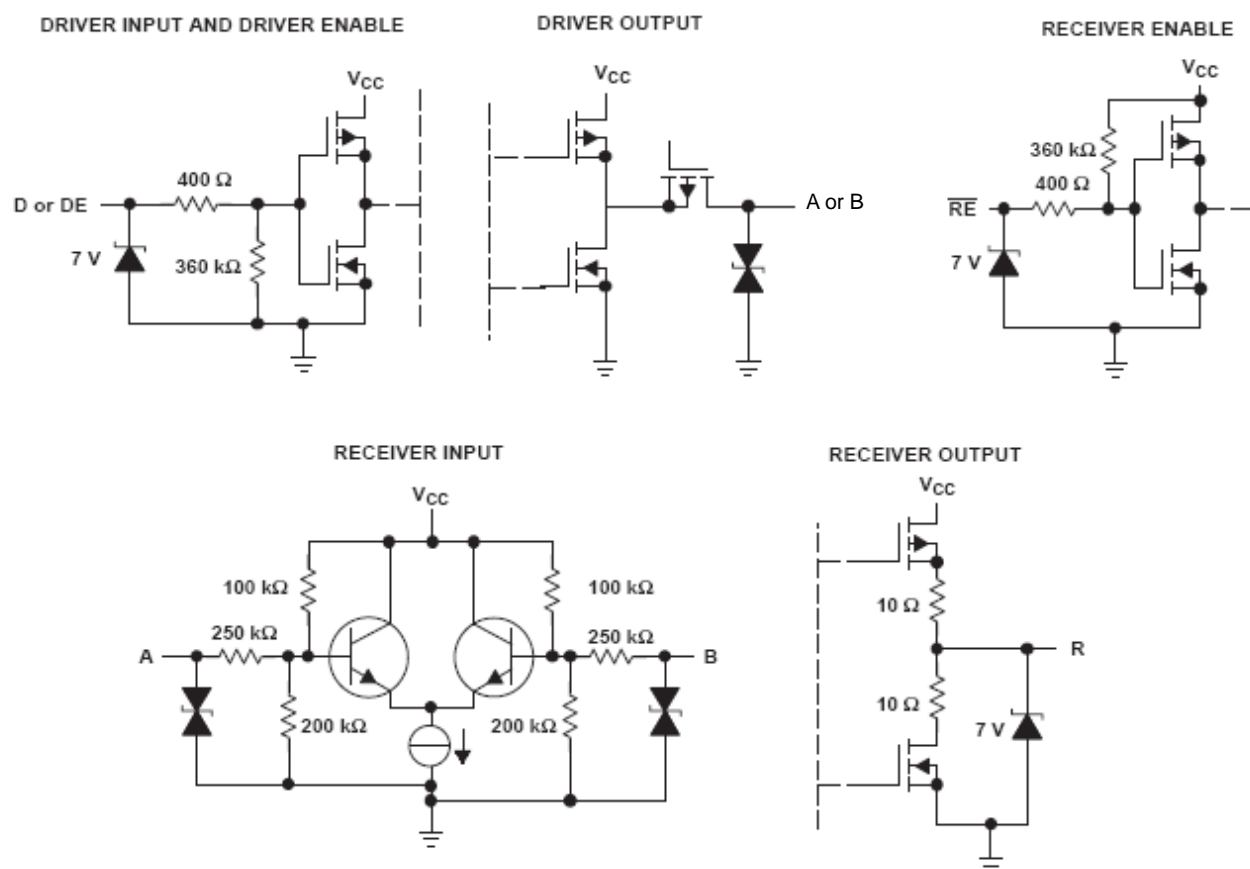 DRIVER INPUT AND DRIVER ENABLE
VCC
400 Ω
D or DE
7 V
360 kΩ
DRIVER OUTPUT
VCC
A or B
RECEIVER ENABLE
VCC
360 kΩ
400 Ω
RE
7 V
RECEIVER INPUT
VCC
100 kΩ
100 kΩ
A
250 kΩ
250 kΩ
B
200 kΩ
200 kΩ
RECEIVER OUTPUT
VCC
10 Ω
R
10 Ω
7 V